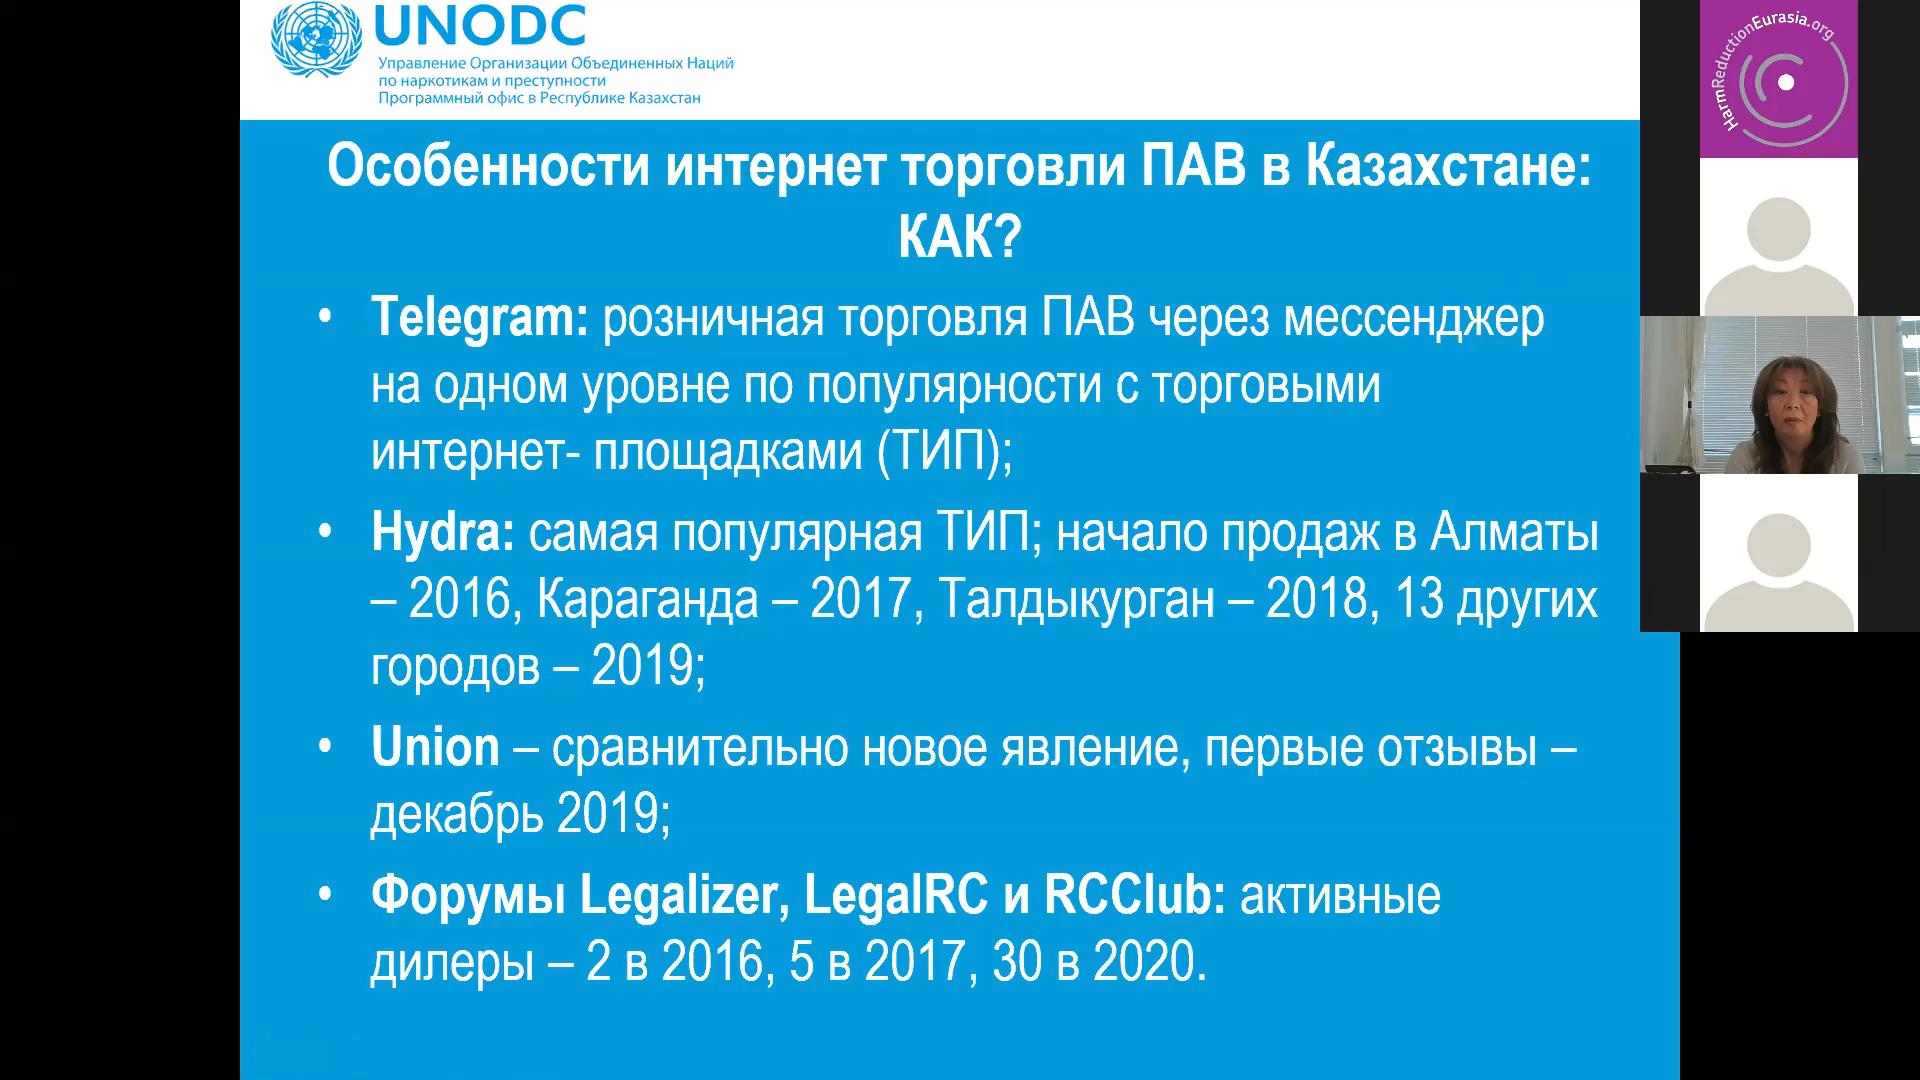 UNODC
Управление Организации Объединенных Наций
по наркотикам и преступности
Программный офис в Республике Казахстан
HarmReductionEurasia.org
Особенности интернет торговли ПАВ в Казахстане:
КАК?
• Telegram: розничная торговля ПАВ через мессенджер
на одном уровне по популярности с торговыми
интернет- площадками (ТИП);
• Hydra: самая популярная ТИП; начало продаж в Алматы
– 2016, Караганда – 2017, Талдыкурган – 2018, 13 других
городов – 2019;
• Union – сравнительно новое явление, первые отзывы –
декабрь 2019;
• Форумы Legalizer, LegalRC и RCClub: активные
дилеры – 2 в 2016, 5 в 2017, 30 в 2020.